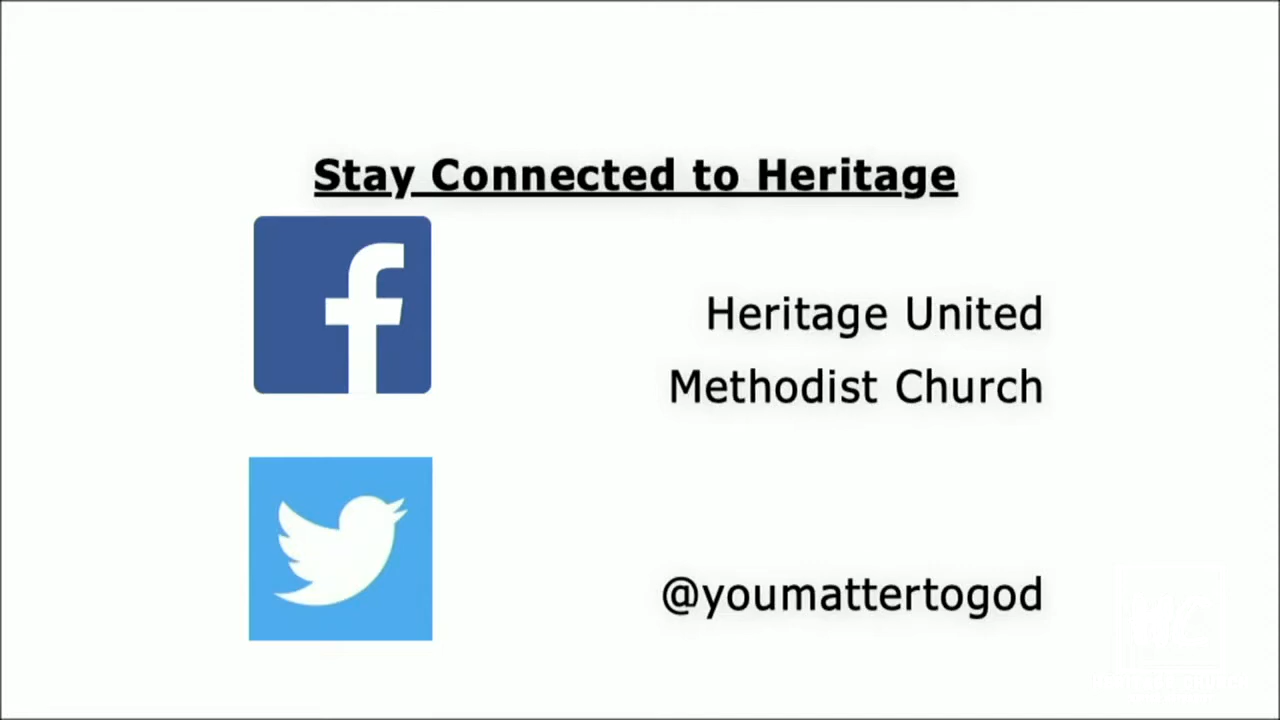 Stay Connected to Heritage
Heritage United
Methodist Church
@youmattertogod